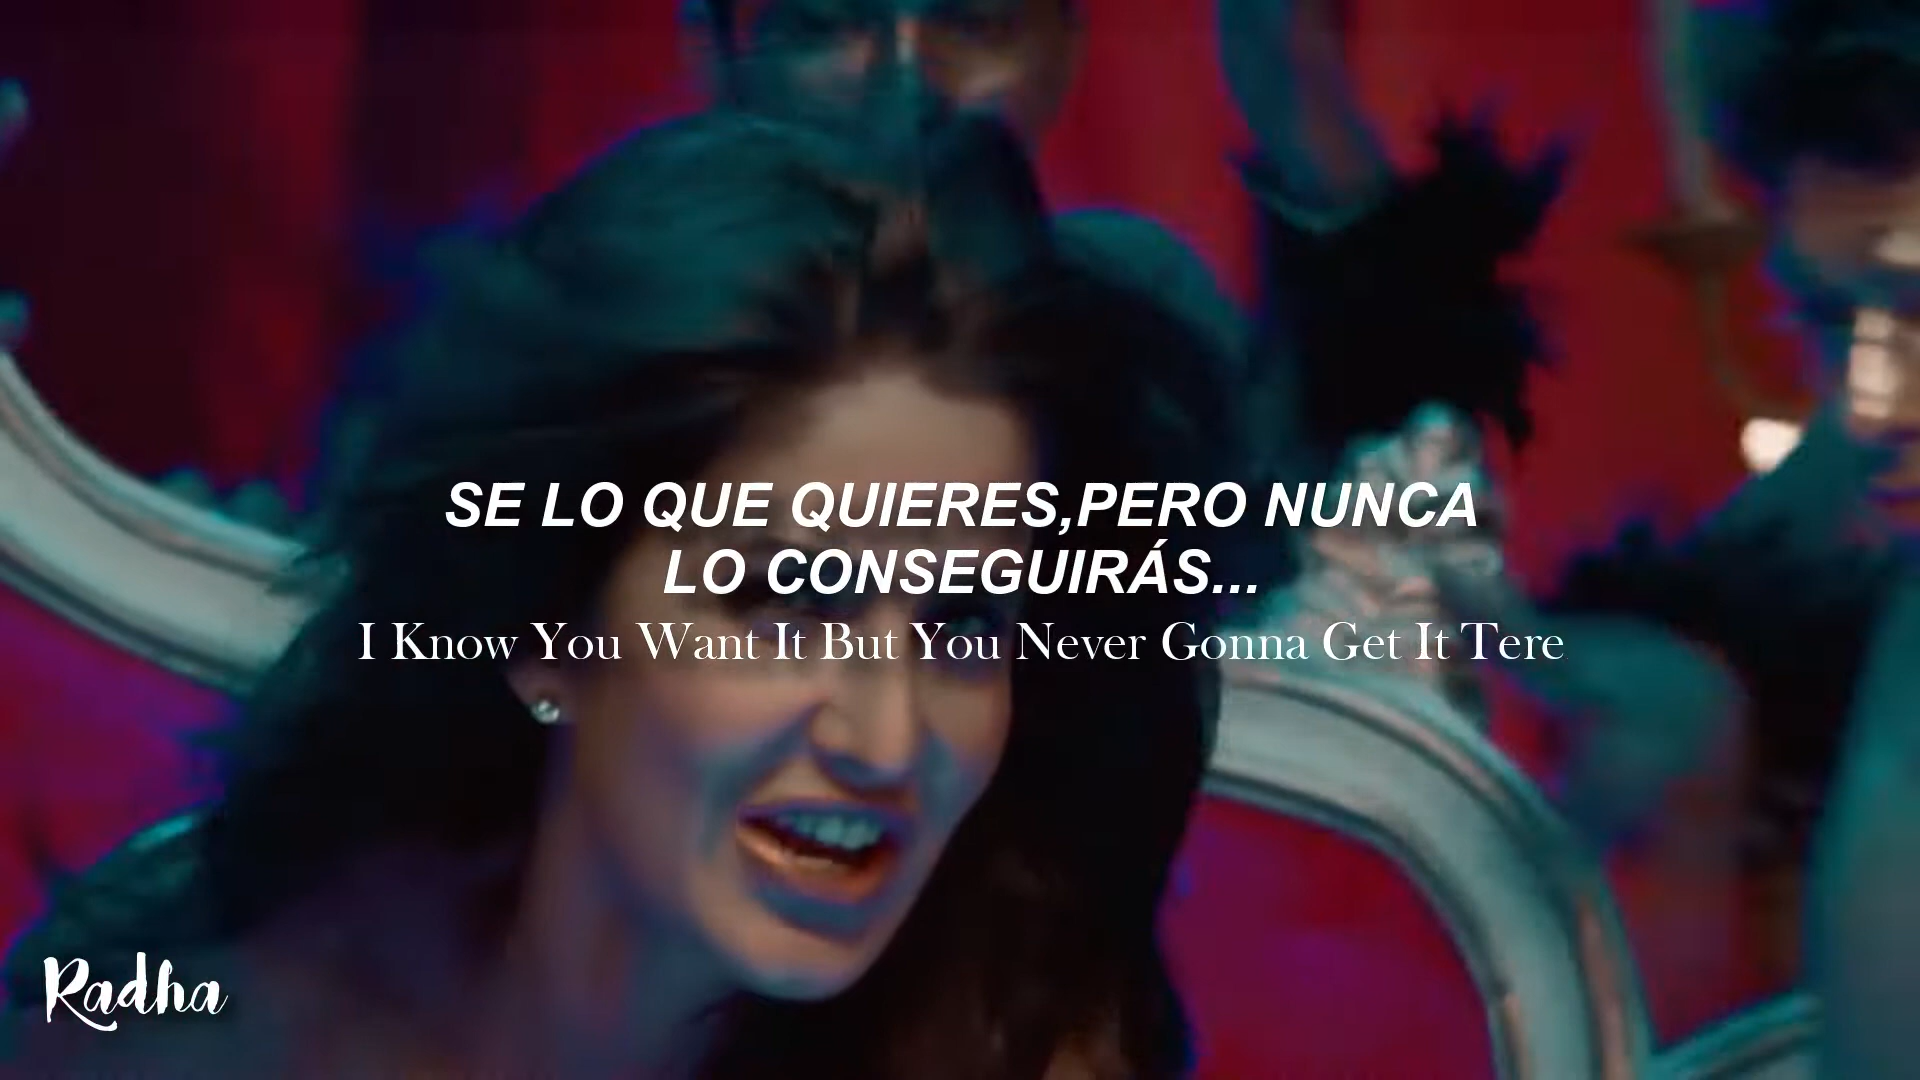 SE LO QUE QUIERES,PERO NUNCA
LO CONSEGUIRÁS...
I Know You Want It But You Never Gonna Get It Tere
Radha